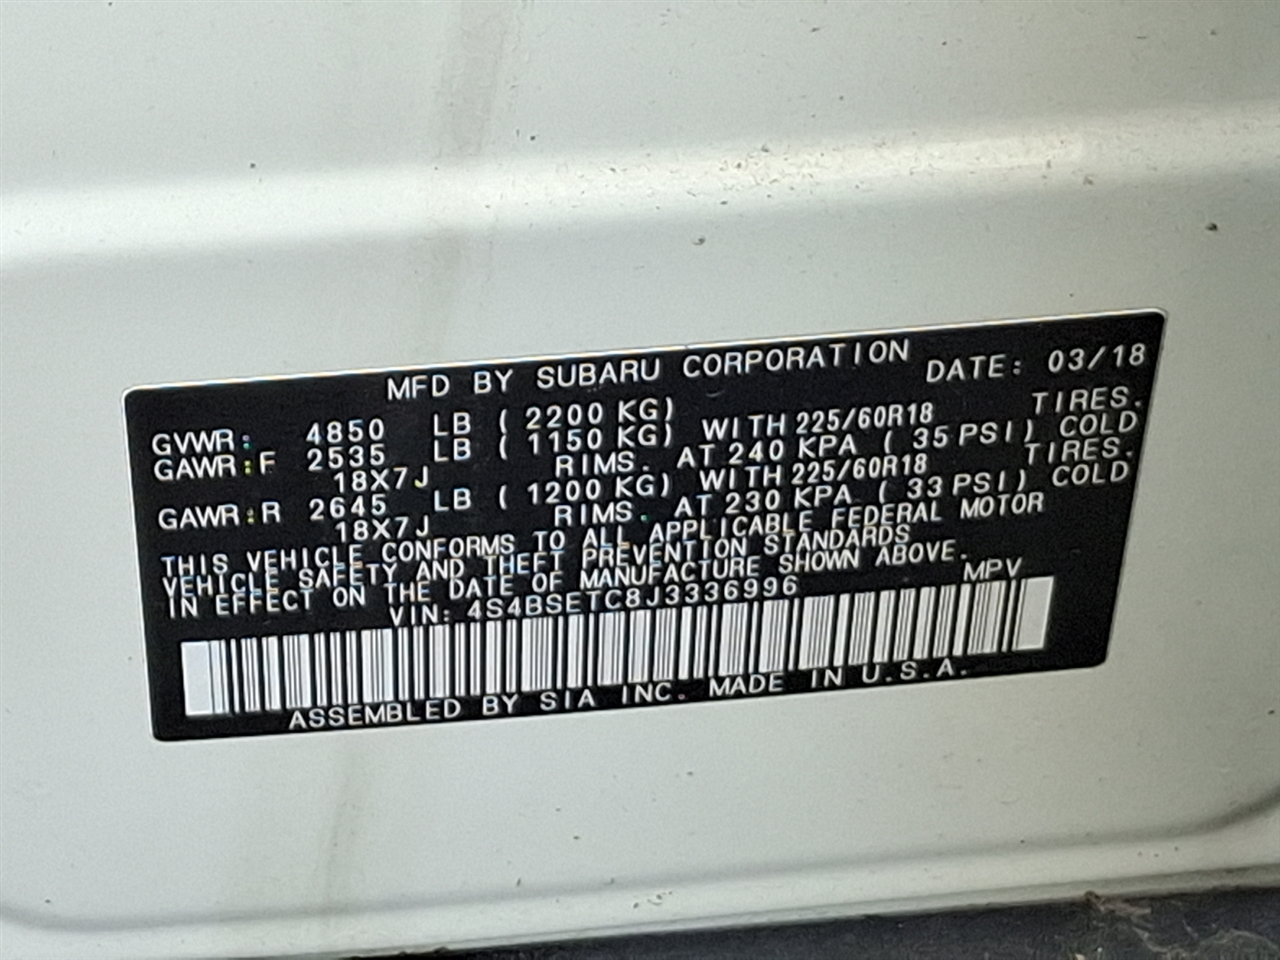 MFD BY SUBARU CORPORATION DATE: 03/18
GVWR: 4850 LB ( 2200 KG)
GAWR:F 2535 LB ( 1150 KG) WITH 225/60R18 TIRES.
18X7J RIMS. AT 240 KPA ( 35 PSI) COLD
GAWR:R 2645 LB ( 1200 KG) WITH 225/60R18 TIRES.
18X7J RIMS. AT 230 KPA ( 33 PSI) COLD
THIS VEHICLE CONFORMS TO ALL APPLICABLE FEDERAL MOTOR
VEHICLE SAFETY AND THEFT PREVENTION STANDARDS
IN EFFECT ON THE DATE OF MANUFACTURE SHOWN ABOVE.
VIN: 4S4BSETC8J3336996 MPV
ASSEMBLED BY SIA INC. MADE IN U.S.A.